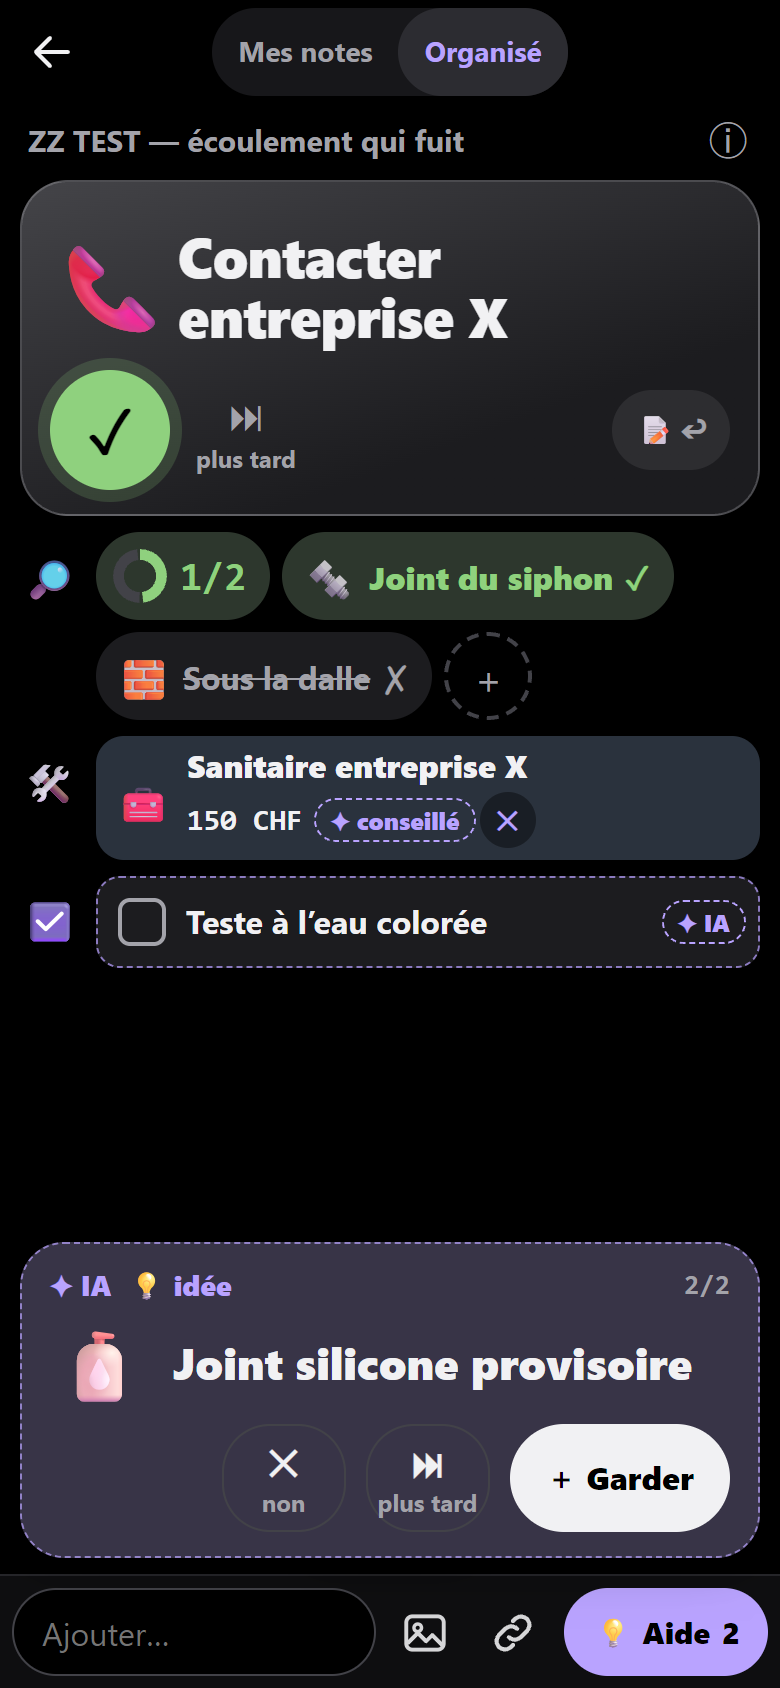 Mes notes Organisé
ZZ TEST — écoulement qui fuit
Contacter
entreprise X
plus tard
1/2 Joint du siphon ✓
Sous la dalle ✗ +
Sanitaire entreprise X
150 CHF ✦ conseillé ✕
Teste à l’eau colorée ✦ IA
✦ IA idée 2/2
Joint silicone provisoire
non plus tard + Garder
Ajouter... Aide 2